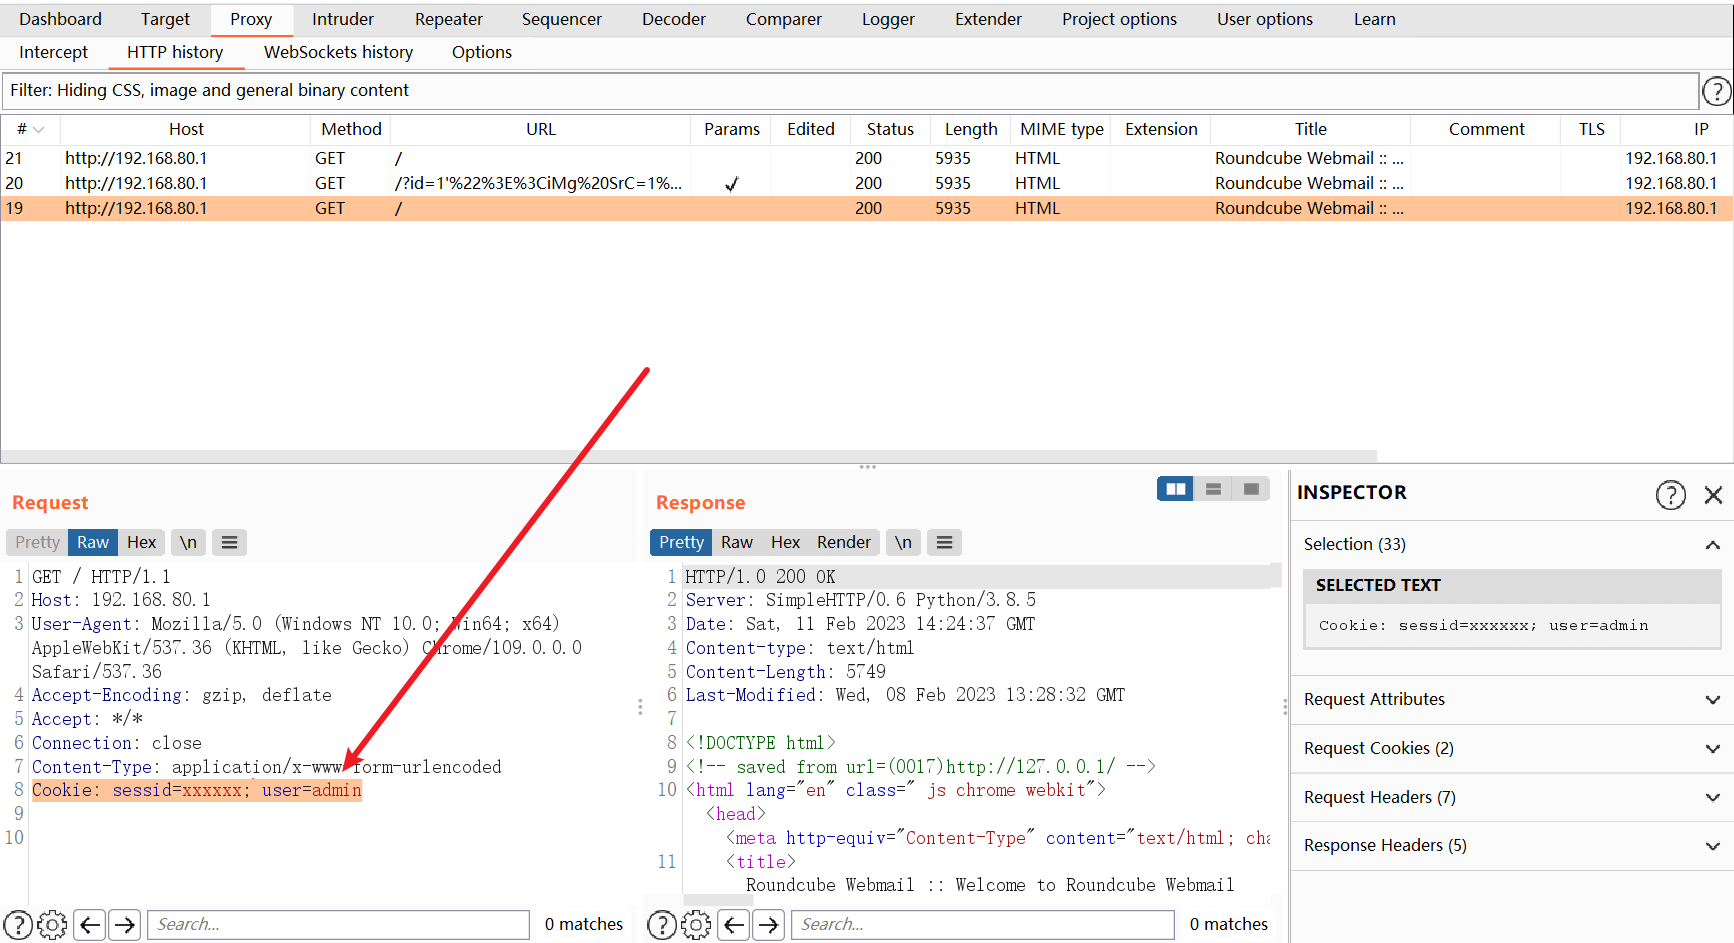 Dashboard Target Proxy Intruder Repeater Sequencer Decoder Comparer Logger Extender Project options User options Learn
Intercept HTTP history WebSockets history Options
Filter: Hiding CSS, image and general binary content
# Host Method URL Params Edited Status Length MIME type Extension Title Comment TLS IP
21 http://192.168.80.1 GET / 200 5935 HTML Roundcube Webmail :: ... 192.168.80.1
20 http://192.168.80.1 GET /?id=1'%22%3E%3CiMg%20SrC=1%... ✓ 200 5935 HTML Roundcube Webmail :: ... 192.168.80.1
19 http://192.168.80.1 GET / 200 5935 HTML Roundcube Webmail :: ... 192.168.80.1
Request
Pretty Raw Hex \n
1 GET / HTTP/1.1
2 Host: 192.168.80.1
3 User-Agent: Mozilla/5.0 (Windows NT 10.0; Win64; x64)
AppleWebKit/537.36 (KHTML, like Gecko) Chrome/109.0.0.0
Safari/537.36
4 Accept-Encoding: gzip, deflate
5 Accept: */*
6 Connection: close
7 Content-Type: application/x-www-form-urlencoded
8 Cookie: sessid=xxxxxx; user=admin
9
10
Search... 0 matches
Response
Pretty Raw Hex Render \n
1 HTTP/1.0 200 OK
2 Server: SimpleHTTP/0.6 Python/3.8.5
3 Date: Sat, 11 Feb 2023 14:24:37 GMT
4 Content-type: text/html
5 Content-Length: 5749
6 Last-Modified: Wed, 08 Feb 2023 13:28:32 GMT
7
8 <!DOCTYPE html>
9 <!-- saved from url=(0017)http://127.0.0.1/ -->
10 <html lang="en" class=" js chrome webkit">
<head>
<meta http-equiv="Content-Type" content="text/html; cha
11 <title>
Roundcube Webmail :: Welcome to Roundcube Webmail
Search... 0 matches
INSPECTOR
Selection (33)
SELECTED TEXT
Cookie: sessid=xxxxxx; user=admin
Request Attributes
Request Cookies (2)
Request Headers (7)
Response Headers (5)